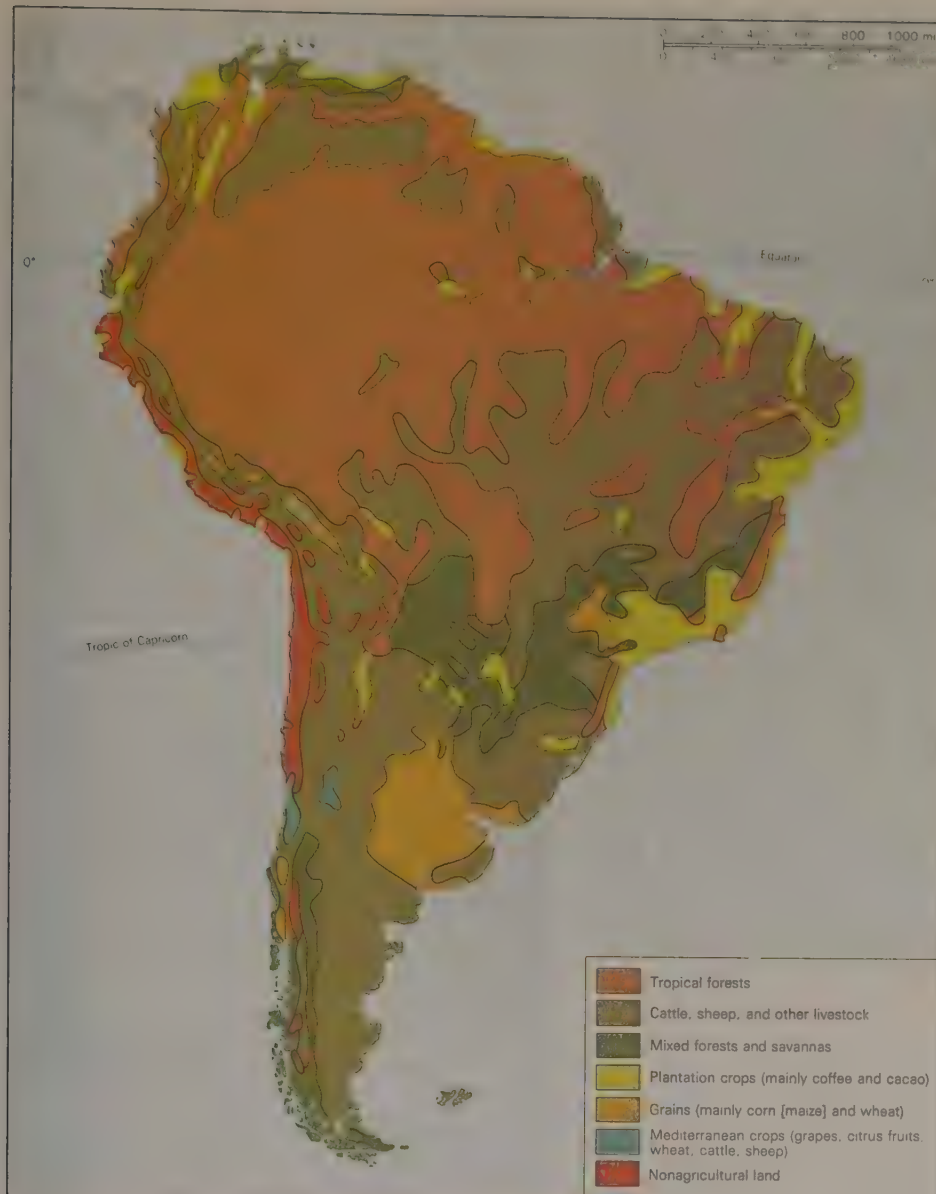 800 1000 mi
0°
Equator
Tropic of Capricorn
Tropical forests
Cattle, sheep, and other livestock
Mixed forests and savannas
Plantation crops (mainly coffee and cacao)
Grains (mainly corn [maize] and wheat)
Mediterranean crops (grapes, citrus fruits,
wheat, cattle, sheep)
Nonagricultural land